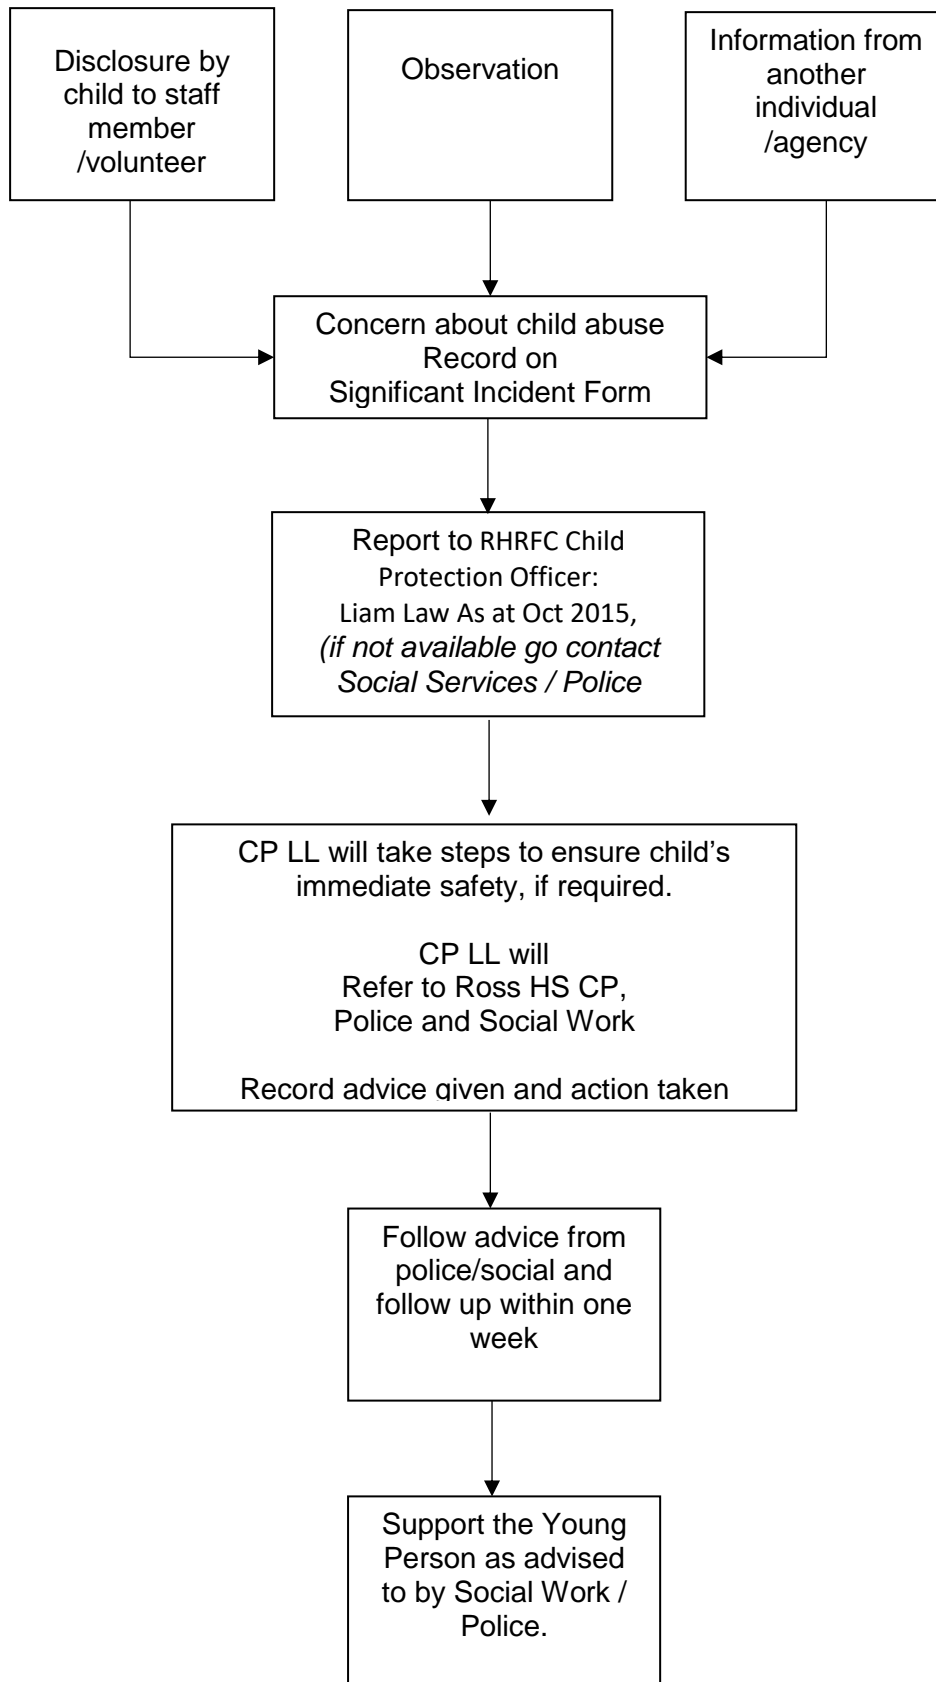 Disclosure by
child to staff
member
/volunteer
Observation
Information from
another
individual
/agency
Concern about child abuse
Record on
Significant Incident Form
Report to RHRFC Child
Protection Officer:
Liam Law As at Oct 2015,
(if not available go contact
Social Services / Police
CP LL will take steps to ensure child's
immediate safety, if required.
CP LL will
Refer to Ross HS CP,
Police and Social Work
Record advice given and action taken
Follow advice from
police/social and
follow up within one
week
Support the Young
Person as advised
to by Social Work /
Police.